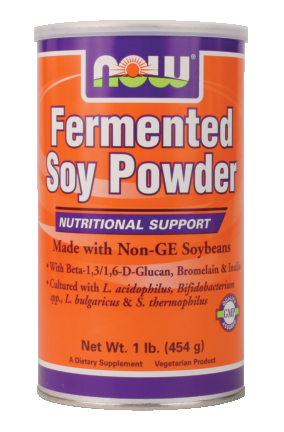 NOW
Fermented
Soy Powder
NUTRITIONAL SUPPORT
Made with Non-GE Soybeans
• With Beta-1,3/1,6-D-Glucan, Bromelain & Inulin
• Cultured with L. acidophilus, Bifidobacterium
spp., L. bulgaricus & S. thermophilus
GMP
Net Wt. 1 lb. (454 g)
A Dietary Supplement Vegetarian Product